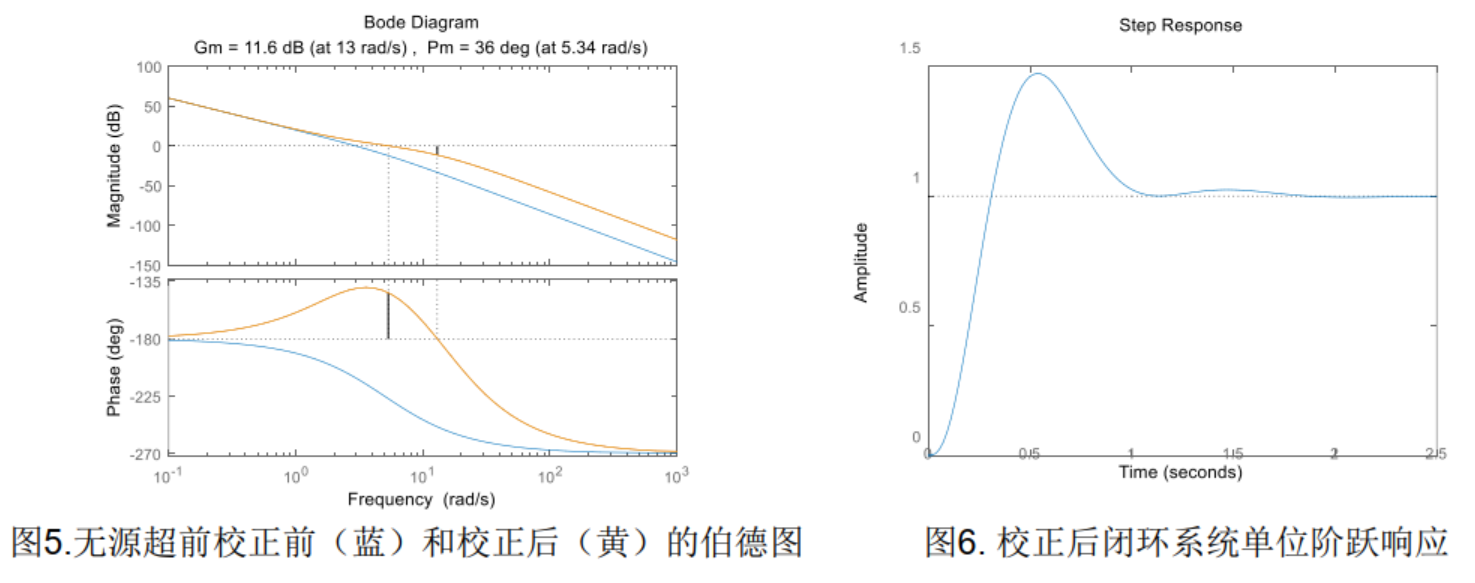 Bode Diagram
Gm = 11.6 dB (at 13 rad/s) , Pm = 36 deg (at 5.34 rad/s)
100
50
0
-50
-100
-150
Magnitude (dB)
-135
-180
-225
-270
Phase (deg)
10-1
100
101
102
10-3
Frequency (rad/s)
图5.无源超前校正前（蓝）和校正后（黄）的伯德图
Step Response
1.5
1
0.5
0
Amplitude
0
0.5
1
1.5
2
2.5
Time (seconds)
图6. 校正后闭环系统单位阶跃响应